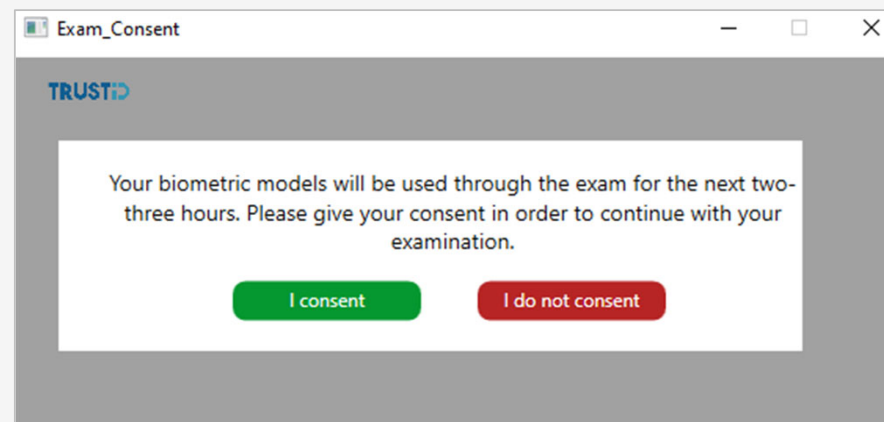 Exam_Consent
TRUSTID
Your biometric models will be used through the exam for the next two-
three hours. Please give your consent in order to continue with your
examination.
I consent
I do not consent